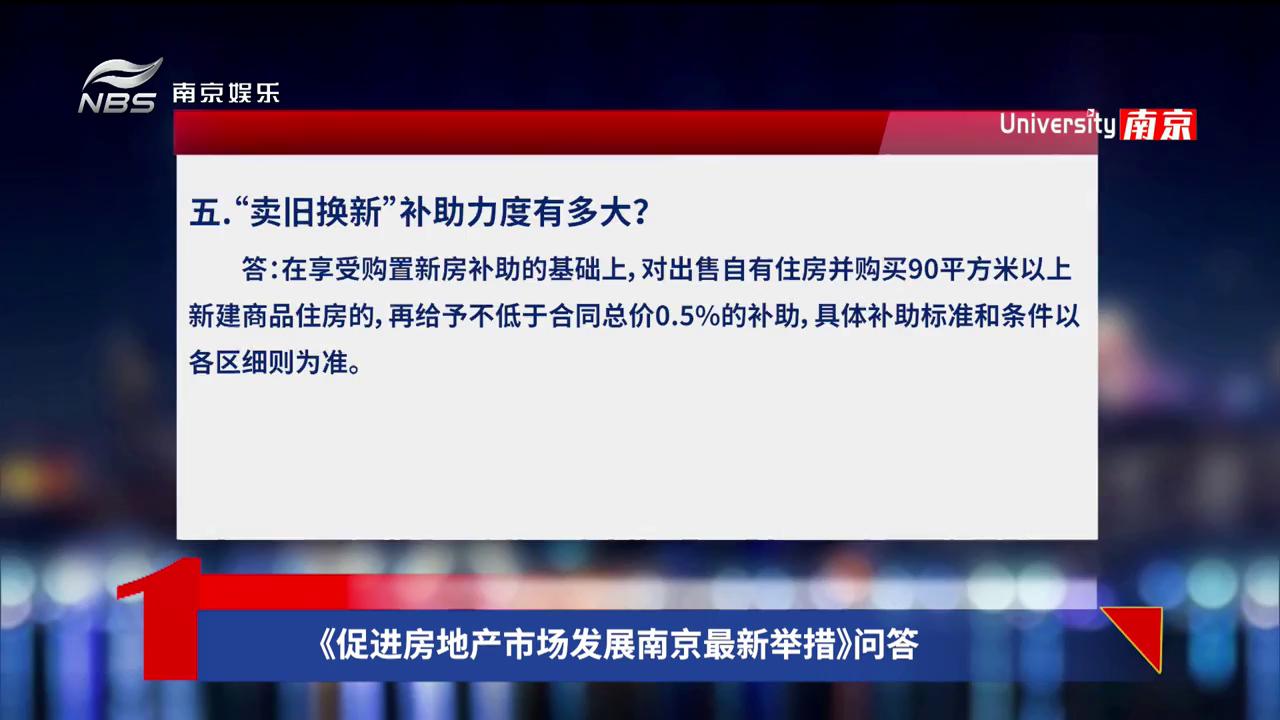 NBS 南京娱乐
University南京
五.“卖旧换新”补助力度有多大?
答:在享受购置新房补助的基础上,对出售自有住房并购买90平方米以上
新建商品住房的,再给予不低于合同总价0.5%的补助,具体补助标准和条件以
各区细则为准。
1
《促进房地产市场发展南京最新举措》问答